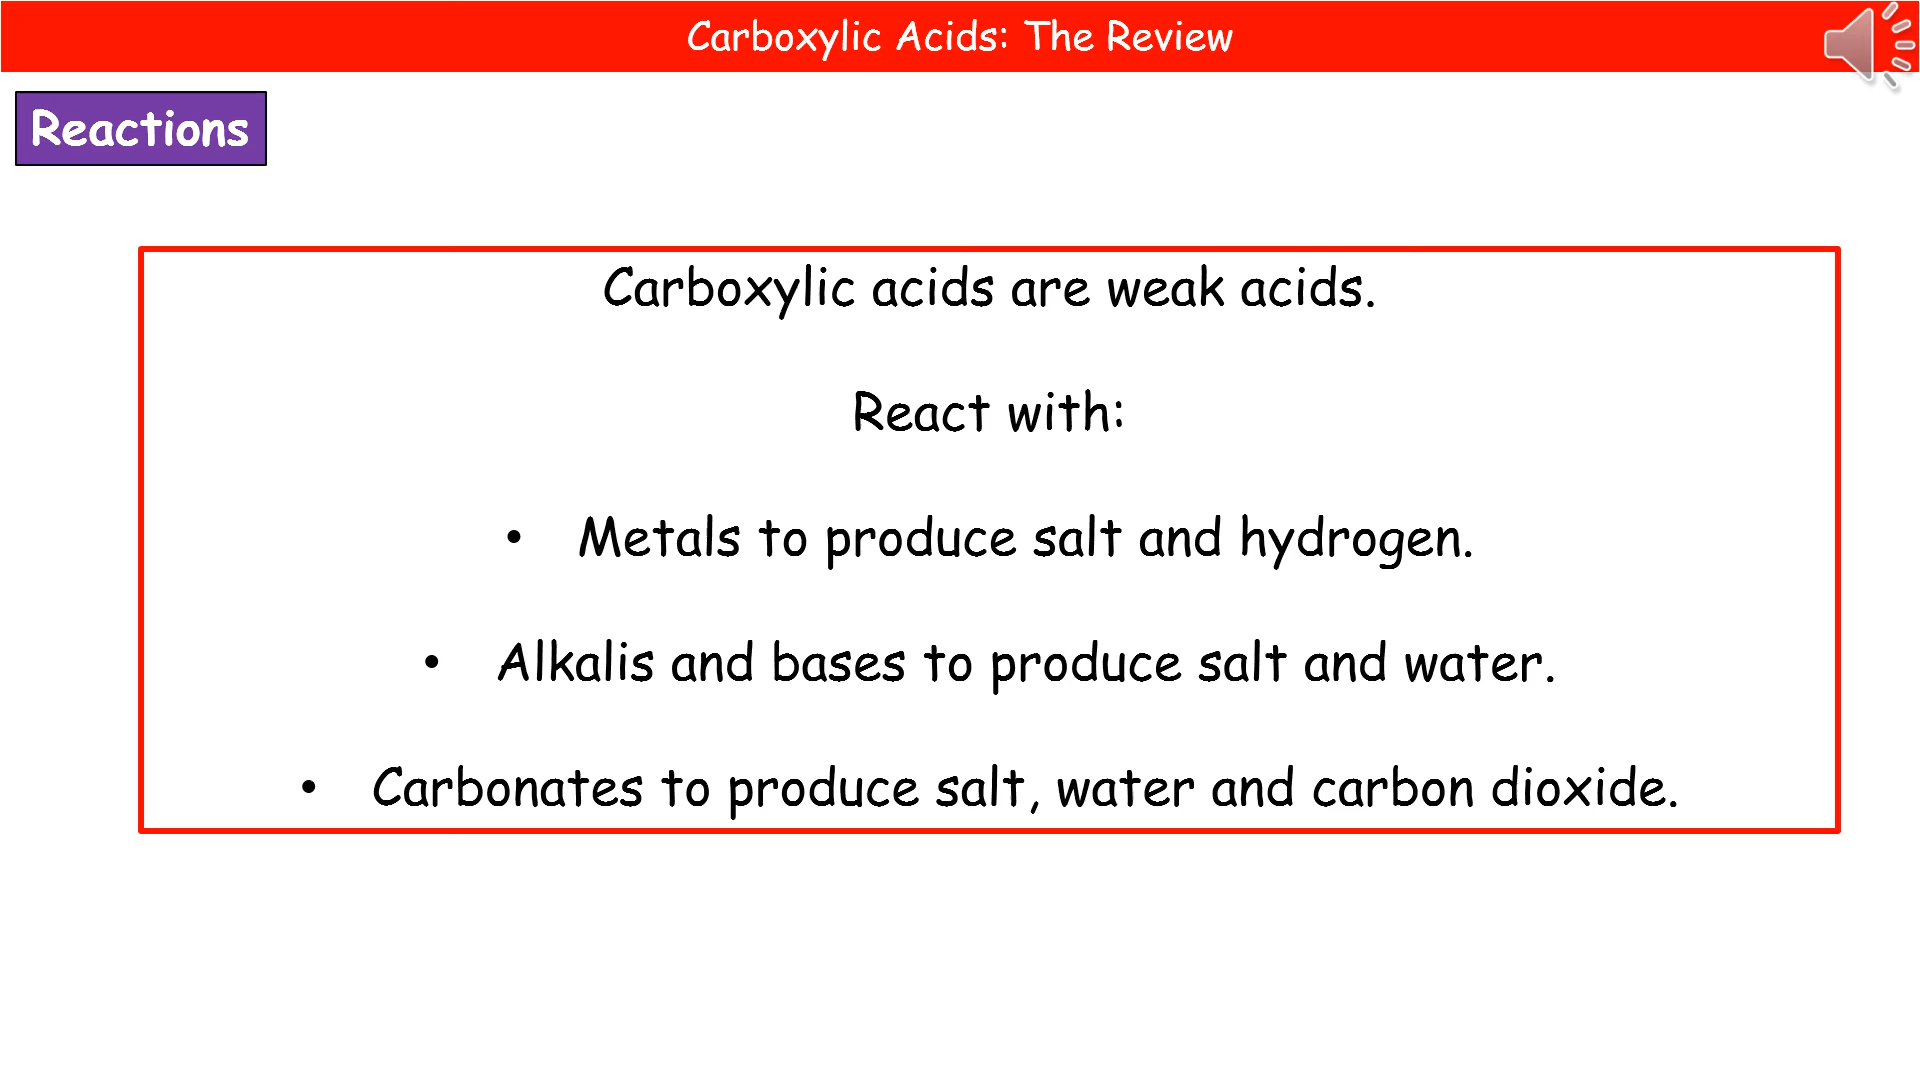 Carboxylic Acids: The Review
Reactions
Carboxylic acids are weak acids.
React with:
• Metals to produce salt and hydrogen.
• Alkalis and bases to produce salt and water.
• Carbonates to produce salt, water and carbon dioxide.